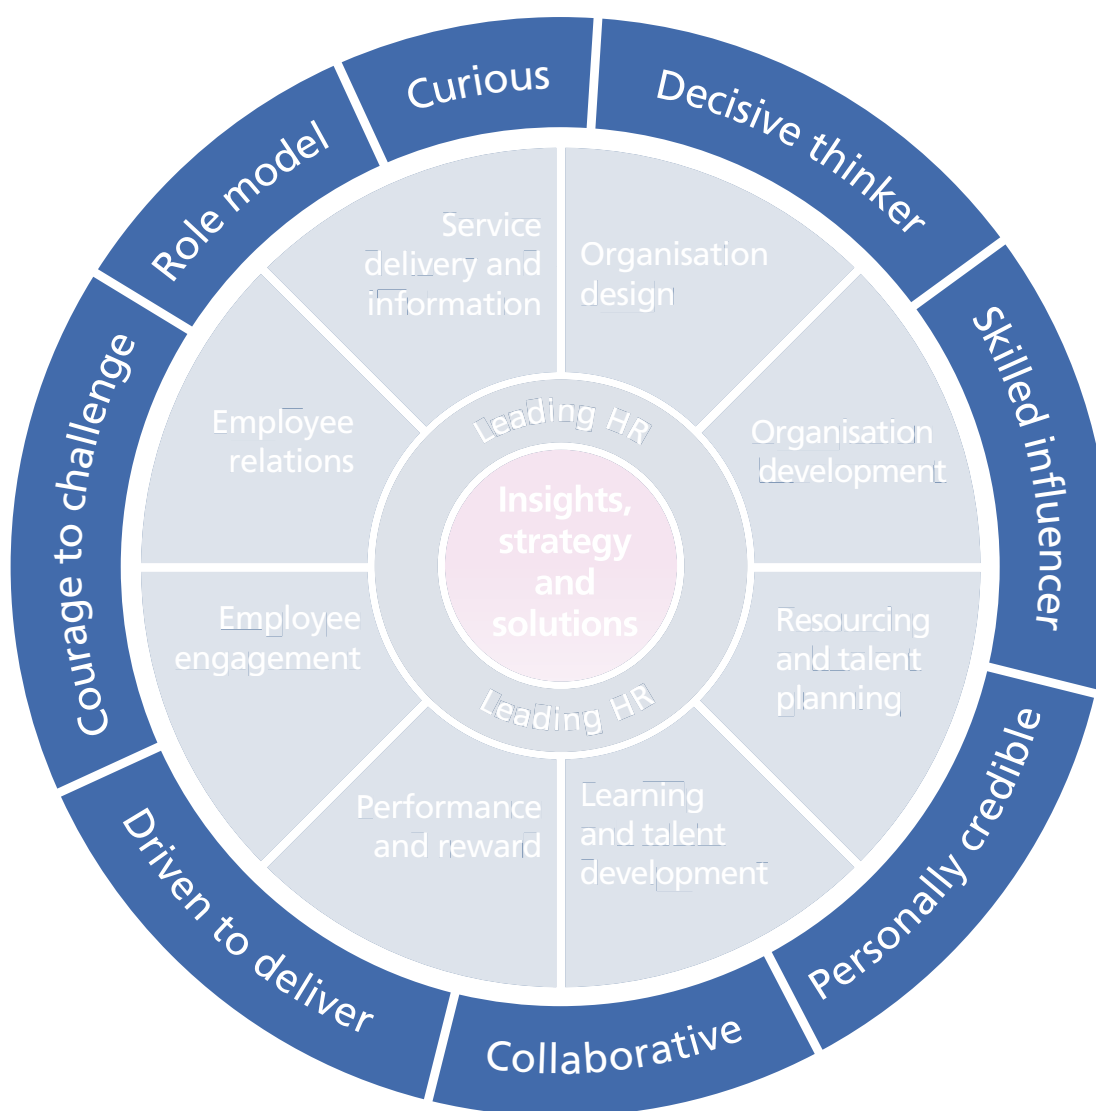 Curious
Decisive thinker
Skilled influencer
Personally credible
Collaborative
Driven to deliver
Courage to challenge
Role model
Service
delivery and
information
Organisation
design
Organisation
development
Resourcing
and talent
planning
Learning
and talent
development
Performance
and reward
Employee
engagement
Employee
relations
Leading HR
Insights,
strategy
and
solutions
Leading HR